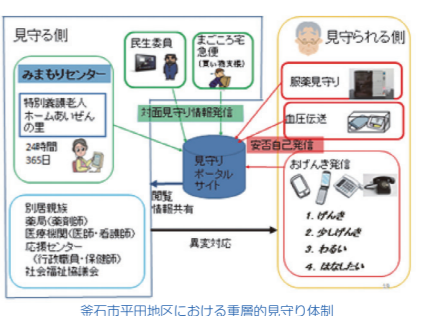 見守る側
みまもりセンター
特別養護老人
ホームあいぜん
の里
24時間
365日
民生委員
まごころ宅
急便
(買い物支援)
対面見守り情報発信
見守り
ポータル
サイト
閲覧
情報共有
別居親族
薬局(薬剤師)
医療機関(医師・看護師)
応援センター
(行政職員・保健師)
社会福祉協議会
異変対応
見守られる側
服薬見守り
血圧伝送
安否自己発信
おげんき発信
1. げんき
2. 少しげんき
3. わるい
4. はなしたい
釜石市平田地区における重層的見守り体制